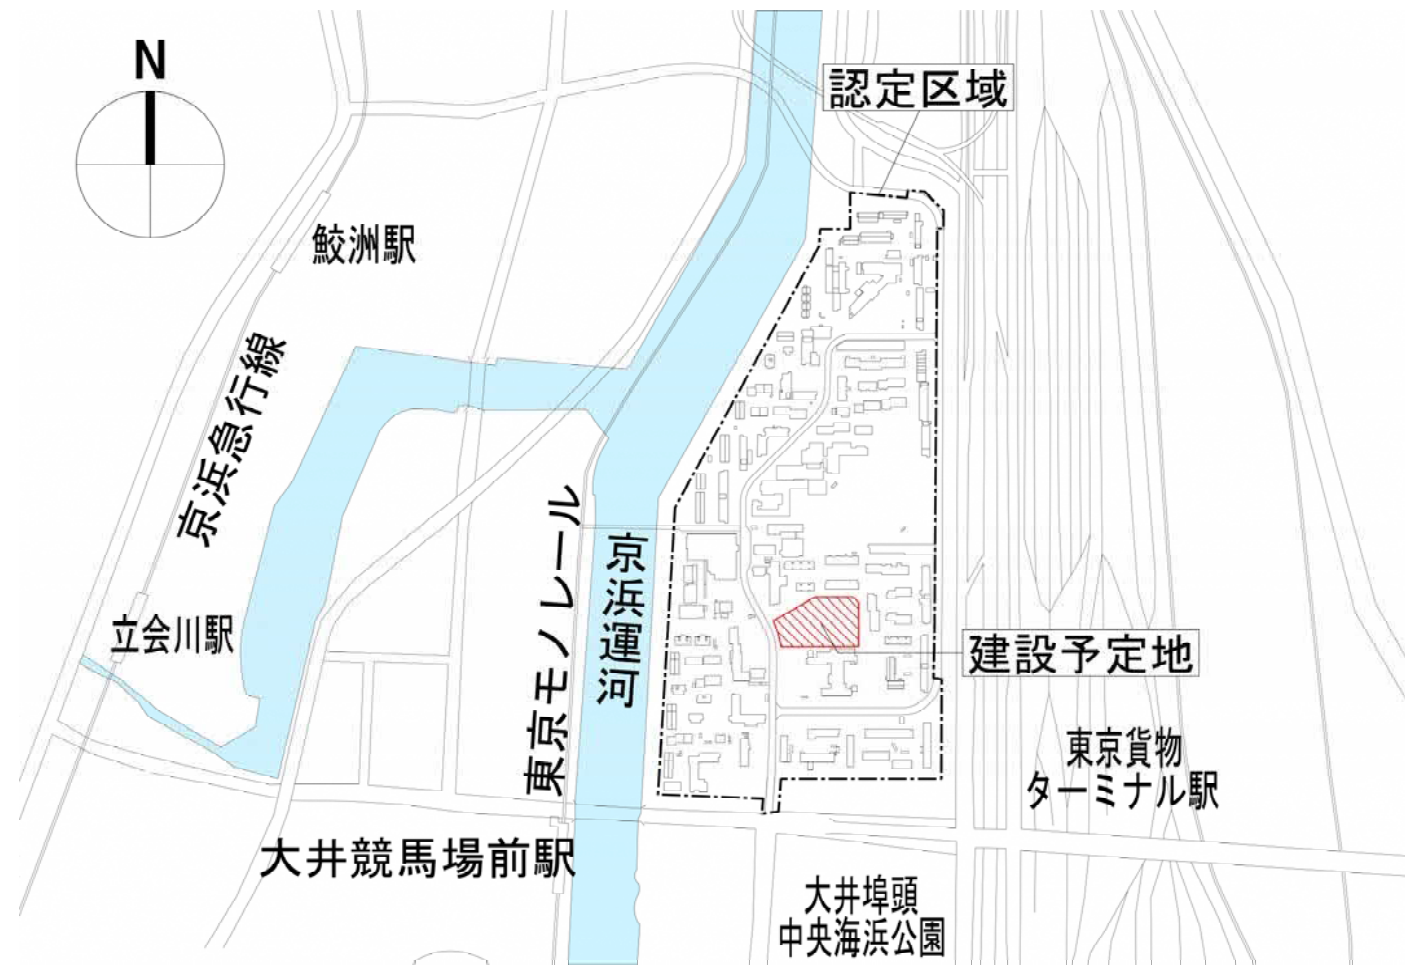 N
認定区域
鮫洲駅
京浜急行線
東京モノレール
京浜運河
立会川駅
建設予定地
東京貨物
ターミナル駅
大井競馬場前駅
大井埠頭
中央海浜公園